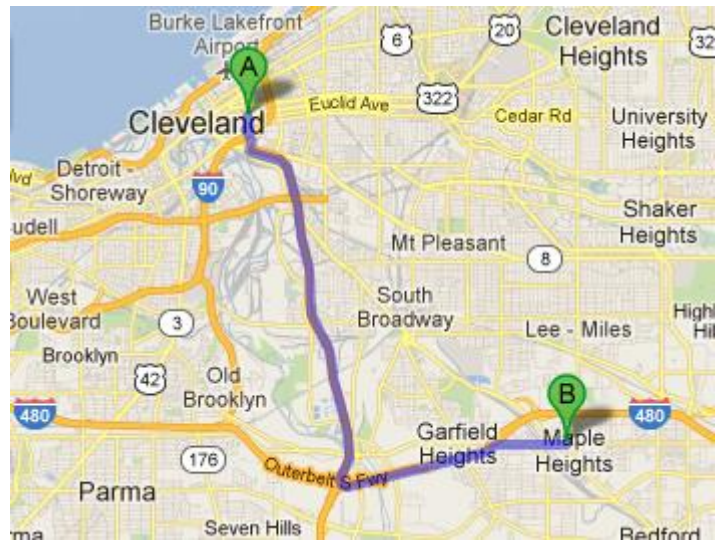 Burke Lakefront
Airport
6
20
Cleveland
Heights
A
322
Euclid Ave
Cedar Rd
Cleveland
University
Heights
Detroit -
Shoreway
90
Shaker
Heights
Mt Pleasant
8
West
Boulevard
3
South
Broadway
Lee - Miles
Brooklyn
42
Old
Brooklyn
B
480
480
Garfield
Heights
Maple
Heights
176
Outerbelt S Fwy
Parma
Seven Hills
Bedford